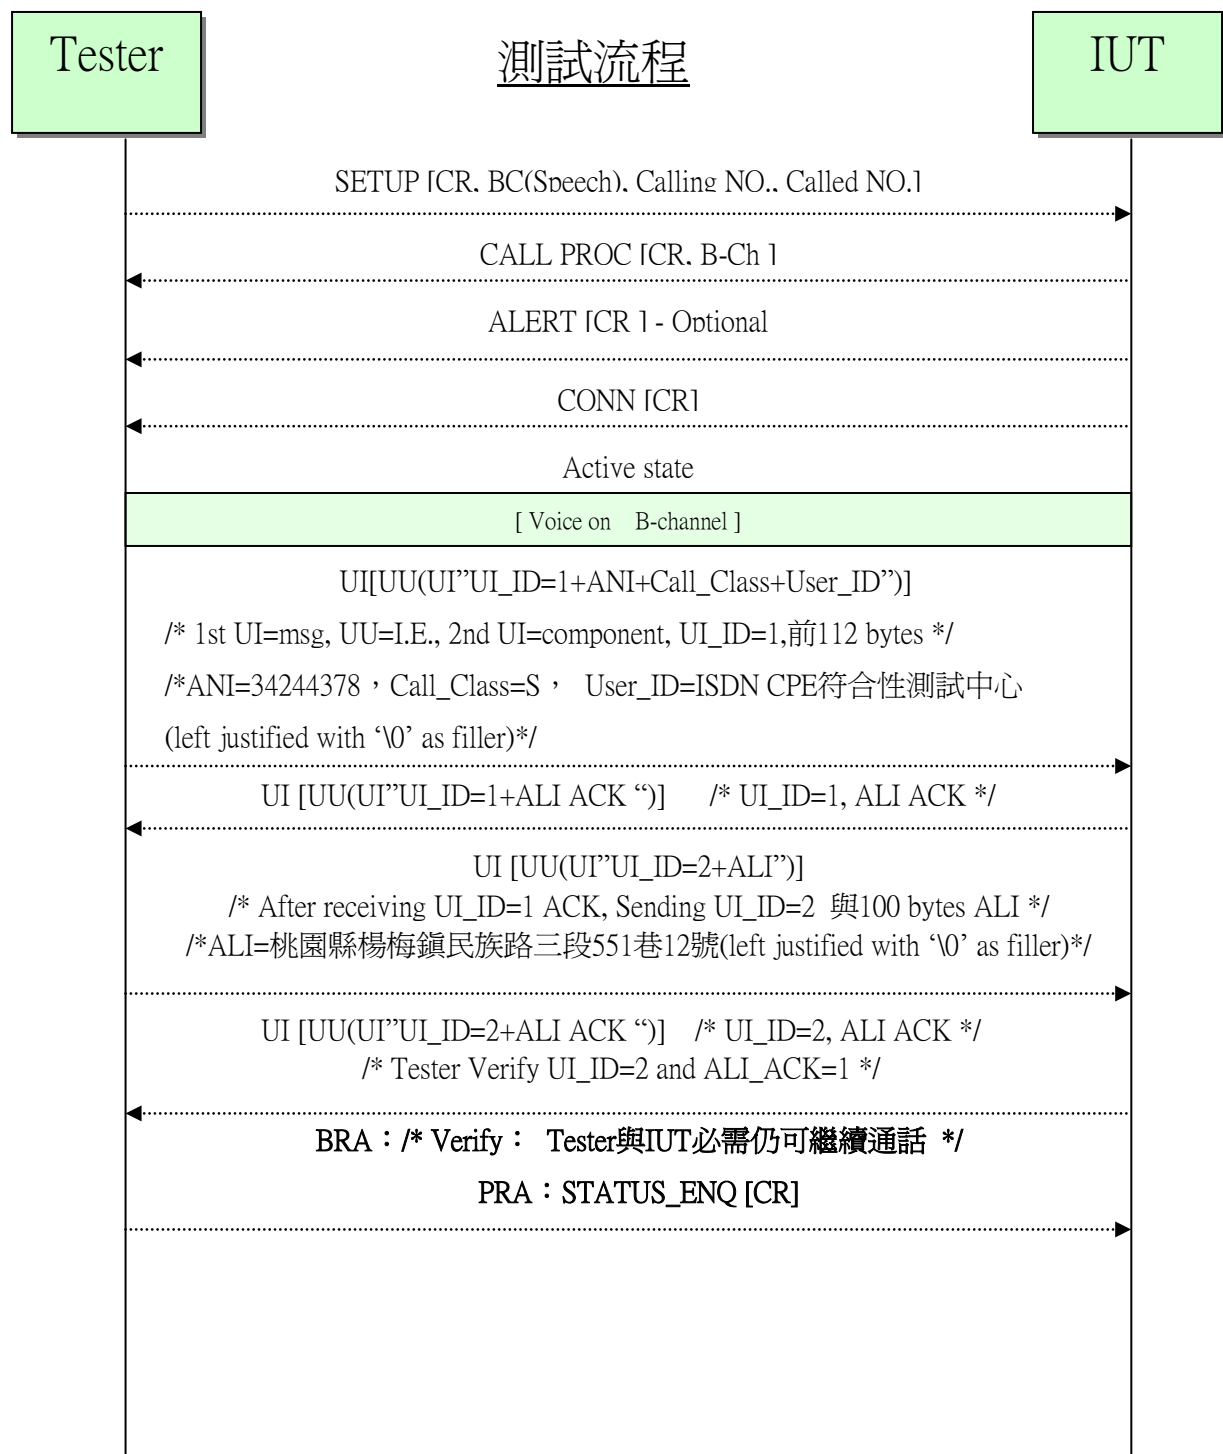 Tester
測試流程
IUT
SETUP [CR, BC(Speech), Calling NO., Called NO.]
CALL PROC [CR, B-Ch ]
ALERT [CR ] - Optional
CONN [CR]
Active state
[ Voice on B-channel ]
UI[UU(UI”UI_ID=1+ANI+Call_Class+User_ID”)]
/* 1st UI=msg, UU=I.E., 2nd UI=component, UI_ID=1,前112 bytes */
/*ANI=34244378，Call_Class=S， User_ID=ISDN CPE符合性測試中心
(left justified with ‘\0’ as filler)*/
UI [UU(UI”UI_ID=1+ALI ACK “)] /* UI_ID=1, ALI ACK */
UI [UU(UI”UI_ID=2+ALI”)]
/* After receiving UI_ID=1 ACK, Sending UI_ID=2 與100 bytes ALI */
/*ALI=桃園縣楊梅鎮民族路三段551巷12號(left justified with ‘\0’ as filler)*/
UI [UU(UI”UI_ID=2+ALI ACK “)] /* UI_ID=2, ALI ACK */
/* Tester Verify UI_ID=2 and ALI_ACK=1 */
BRA：/* Verify： Tester與IUT必需仍可繼續通話 */
PRA：STATUS_ENQ [CR]